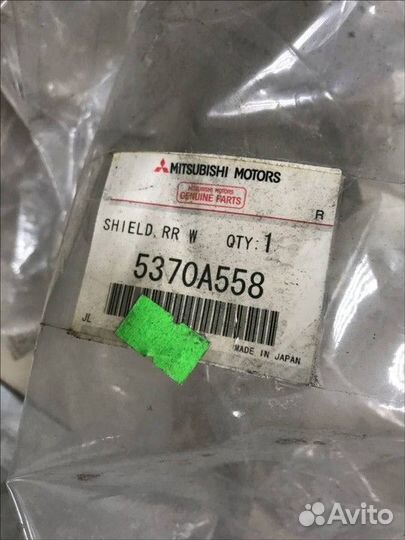 MITSUBISHI MOTORS
MITSUBISHI MOTORS
GENUINE PARTS
R
SHIELD,RR W QTY:1
5370A558
JL
MADE IN JAPAN
Avito